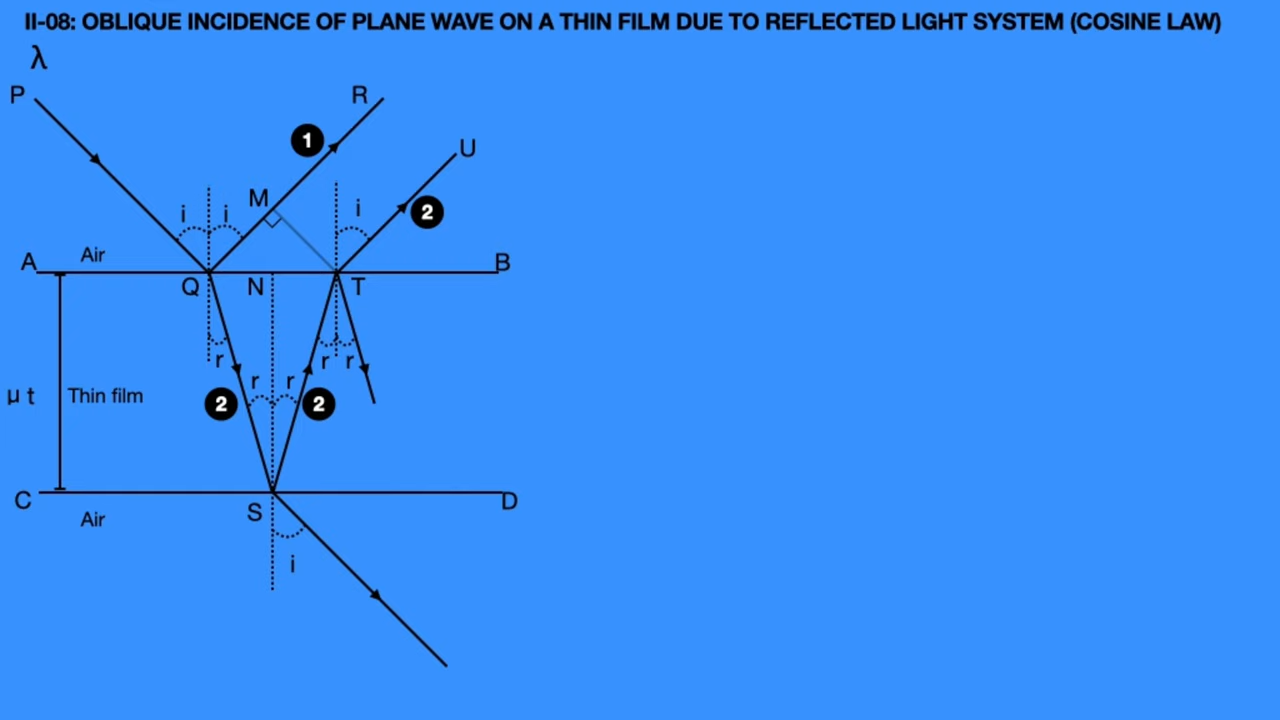 II-08: OBLIQUE INCIDENCE OF PLANE WAVE ON A THIN FILM DUE TO REFLECTED LIGHT SYSTEM (COSINE LAW)
λ
P R
1
U
M
i i i 2
A Air B
Q N T
r r r
r r
μ t Thin film 2 2
C D
S
Air
i